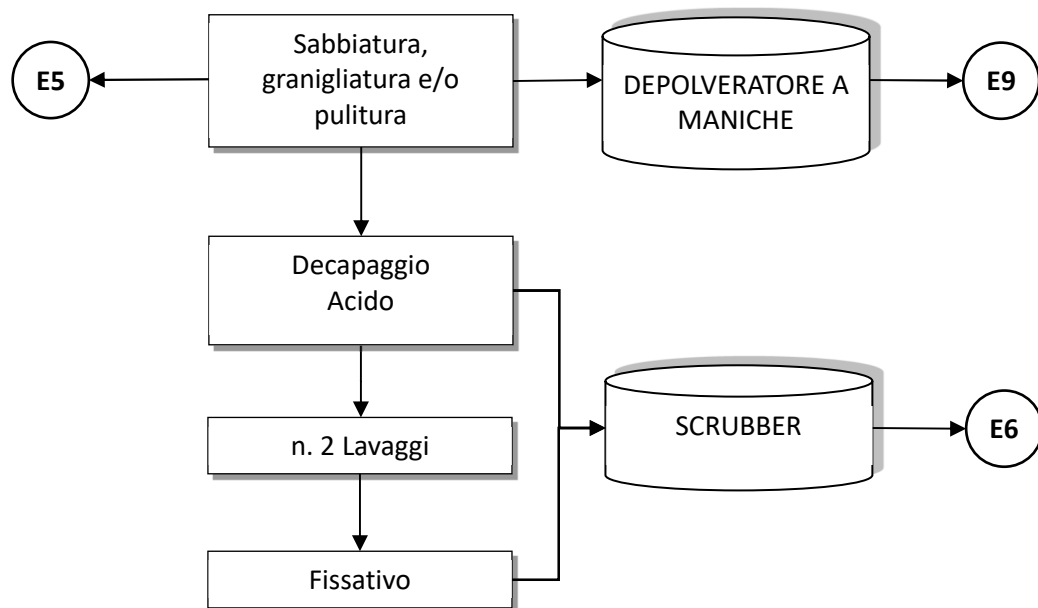 E5
Sabbiatura,
granigliatura e/o
pulitura
DEPOLVERATORE A
MANICHE
E9
Decapaggio
Acido
n. 2 Lavaggi
SCRUBBER
E6
Fissativo